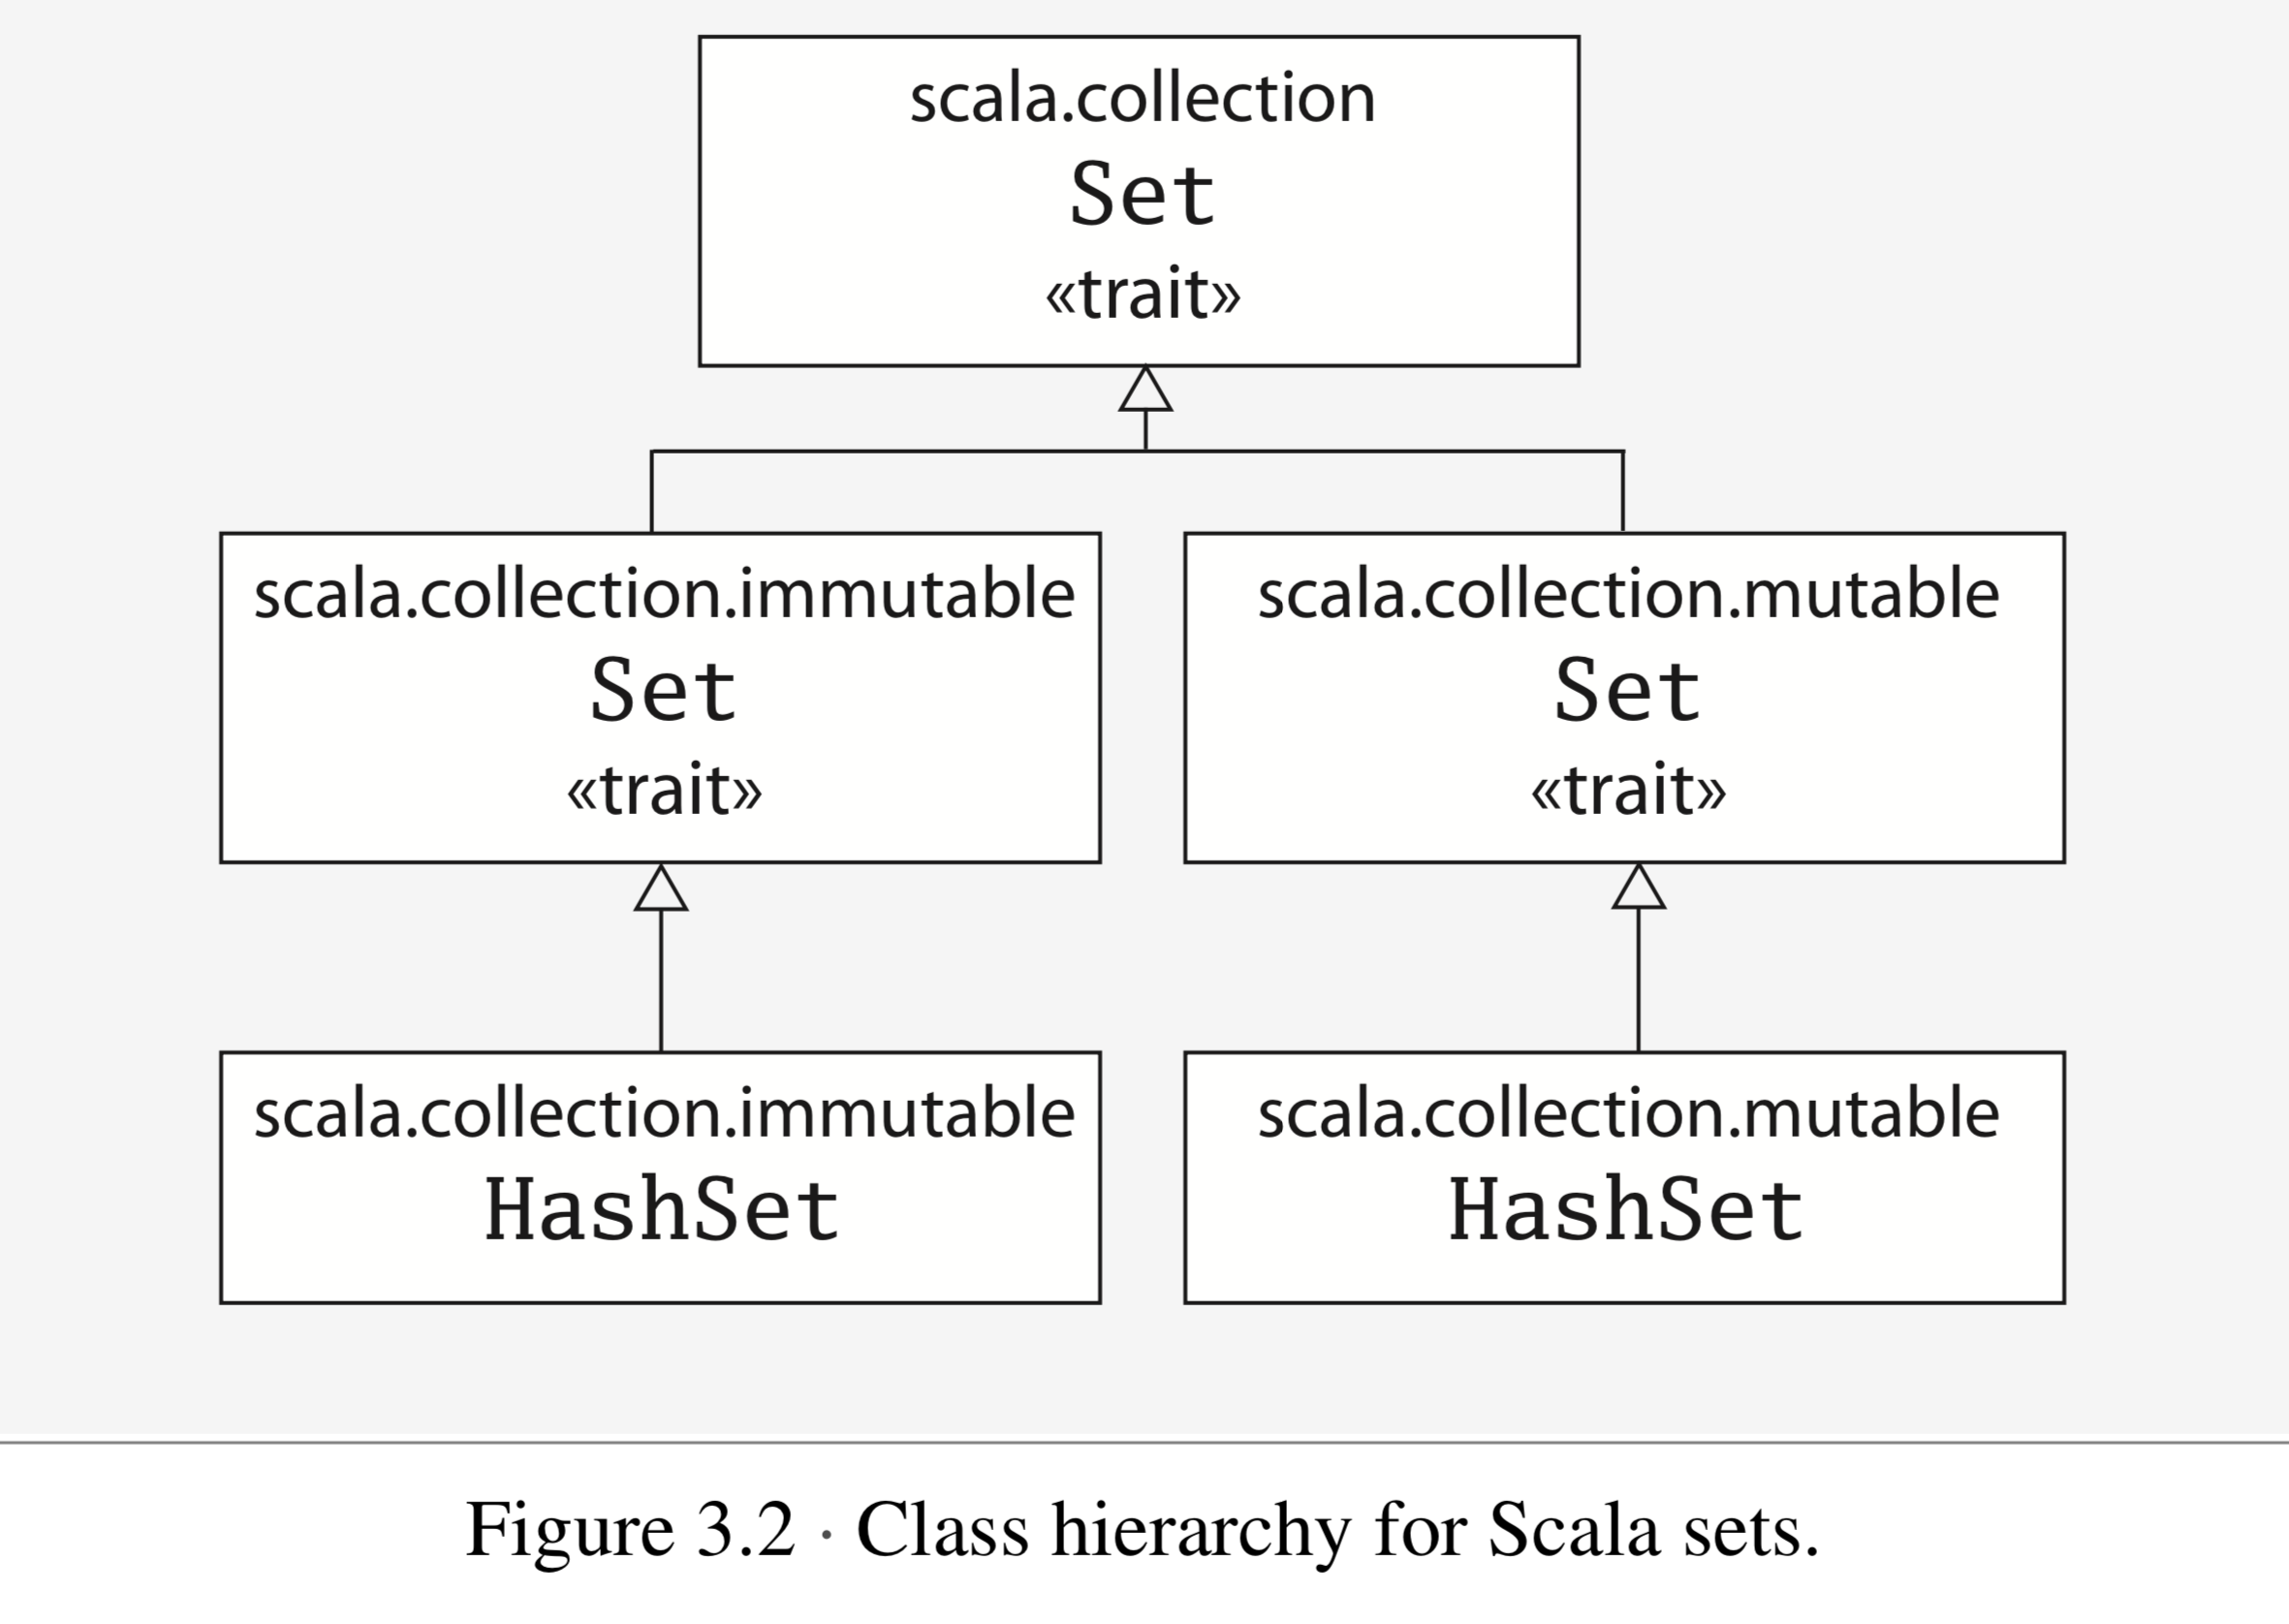 scala.collection
Set
«trait»
scala.collection.immutable
Set
«trait»
scala.collection.mutable
Set
«trait»
scala.collection.immutable
HashSet
scala.collection.mutable
HashSet
Figure 3.2 · Class hierarchy for Scala sets.